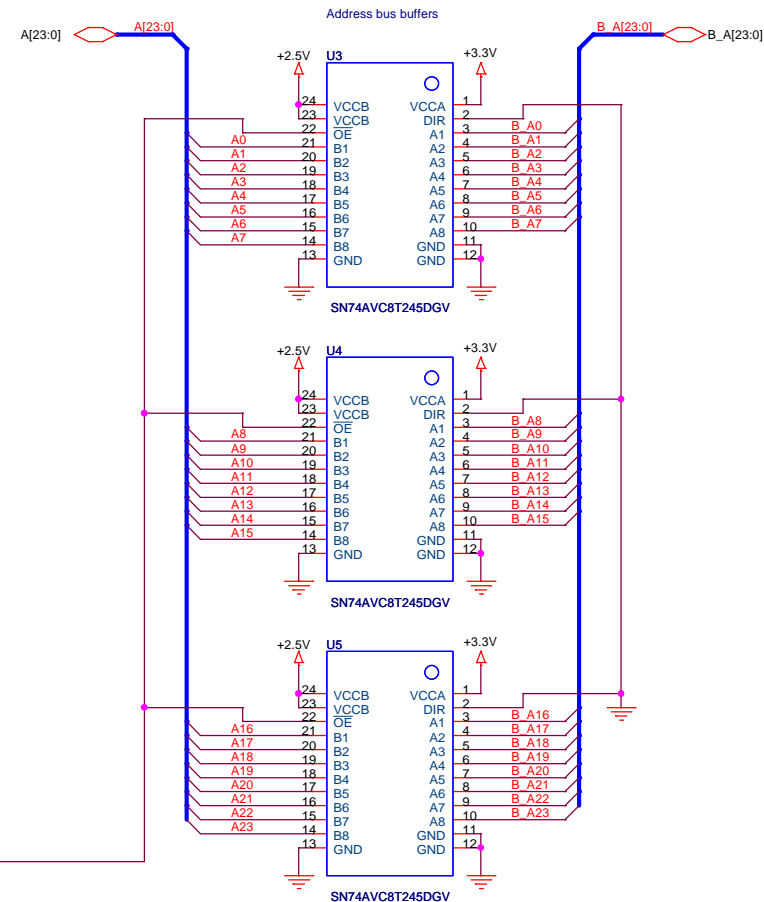 Address bus buffers
A[23:0] A[23:0] B_A[23:0] B_A[23:0]
+2.5V U3 +3.3V
24 VCCB VCCA 1
23 VCCB DIR 2
22 OE A1 3 B_A0
A0 21 B1 A2 4 B_A1
A1 20 B2 A3 5 B_A2
A2 19 B3 A4 6 B_A3
A3 18 B4 A5 7 B_A4
A4 17 B5 A6 8 B_A5
A5 16 B6 A7 9 B_A6
A6 15 B7 A8 10 B_A7
A7 14 B8 GND 11
13 GND GND 12
SN74AVC8T245DGV
+2.5V U4 +3.3V
24 VCCB VCCA 1
23 VCCB DIR 2
22 OE A1 3 B_A8
A8 21 B1 A2 4 B_A9
A9 20 B2 A3 5 B_A10
A10 19 B3 A4 6 B_A11
A11 18 B4 A5 7 B_A12
A12 17 B5 A6 8 B_A13
A13 16 B6 A7 9 B_A14
A14 15 B7 A8 10 B_A15
A15 14 B8 GND 11
13 GND GND 12
SN74AVC8T245DGV
+2.5V U5 +3.3V
24 VCCB VCCA 1
23 VCCB DIR 2
22 OE A1 3 B_A16
A16 21 B1 A2 4 B_A17
A17 20 B2 A3 5 B_A18
A18 19 B3 A4 6 B_A19
A19 18 B4 A5 7 B_A20
A20 17 B5 A6 8 B_A21
A21 16 B6 A7 9 B_A22
A22 15 B7 A8 10 B_A23
A23 14 B8 GND 11
13 GND GND 12
SN74AVC8T245DGV